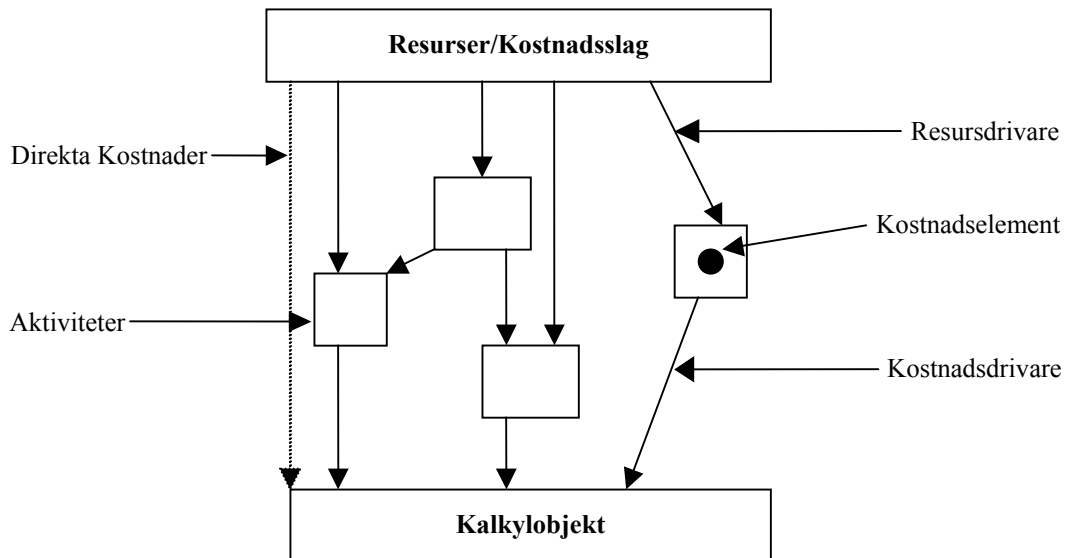 Resurser/Kostnadsslag
Direkta Kostnader
Resursdrivare
Kostnadselement
Aktiviteter
Kostnadsdrivare
Kalkylobjekt